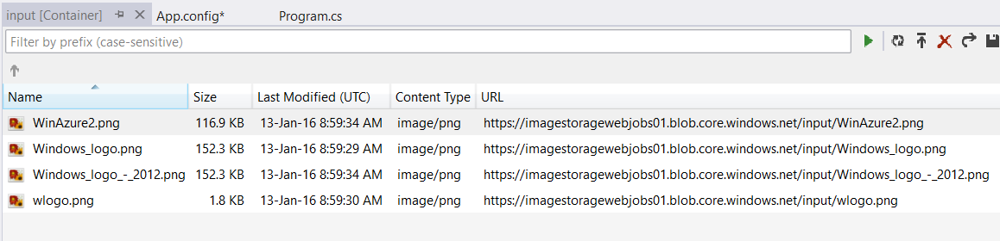 input [Container] App.config* Program.cs
Filter by prefix (case-sensitive)
Name Size Last Modified (UTC) Content Type URL
WinAzure2.png 116.9 KB 13-Jan-16 8:59:34 AM image/png https://imagestoragewebjobs01.blob.core.windows.net/input/WinAzure2.png
Windows_logo.png 152.3 KB 13-Jan-16 8:59:29 AM image/png https://imagestoragewebjobs01.blob.core.windows.net/input/Windows_logo.png
Windows_logo_-_2012.png 152.3 KB 13-Jan-16 8:59:34 AM image/png https://imagestoragewebjobs01.blob.core.windows.net/input/Windows_logo_-_2012.png
wlogo.png 1.8 KB 13-Jan-16 8:59:30 AM image/png https://imagestoragewebjobs01.blob.core.windows.net/input/wlogo.png